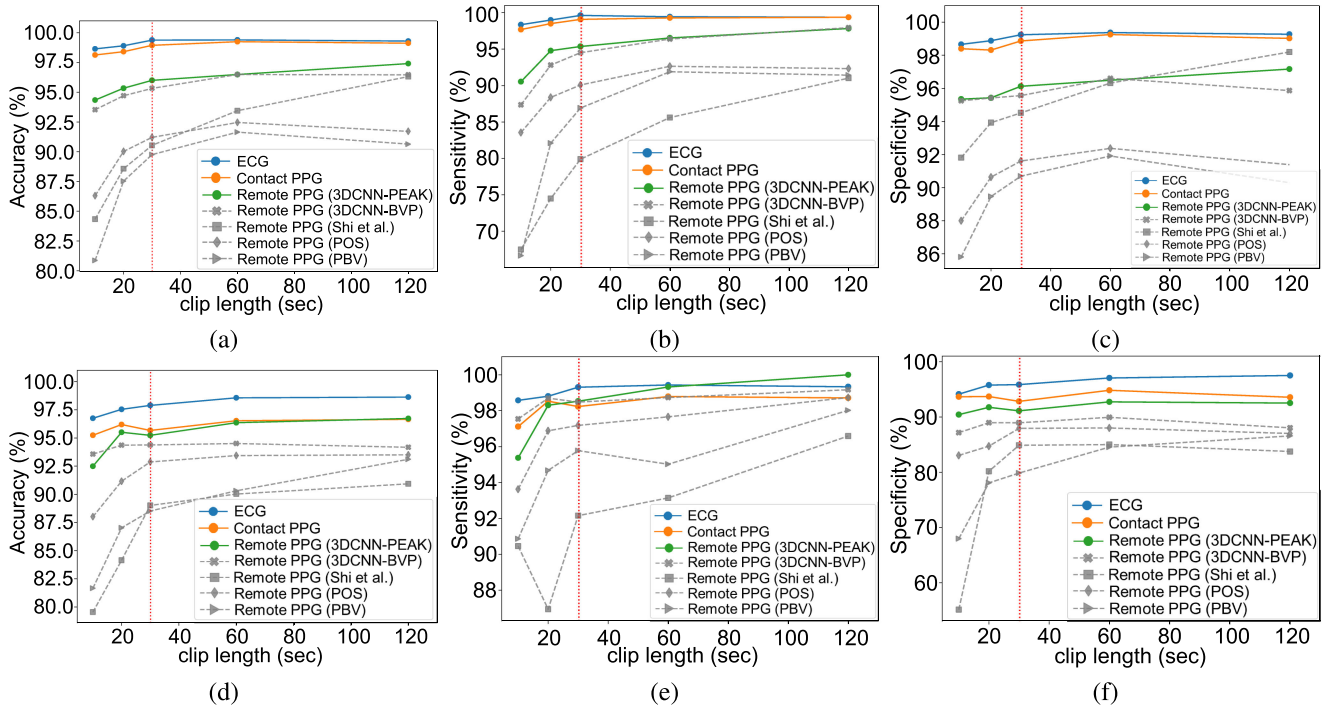 Accuracy (%)
100.0
97.5
95.0
92.5
90.0
87.5
85.0
82.5
80.0
ECG
Contact PPG
Remote PPG (3DCNN-PEAK)
Remote PPG (3DCNN-BVP)
Remote PPG (Shi et al.)
Remote PPG (POS)
Remote PPG (PBV)
20 40 60 80 100 120
clip length (sec)
(a)
Sensitivity (%)
100
95
90
85
80
75
70
ECG
Contact PPG
Remote PPG (3DCNN-PEAK)
Remote PPG (3DCNN-BVP)
Remote PPG (Shi et al.)
Remote PPG (POS)
Remote PPG (PBV)
20 40 60 80 100 120
clip length (sec)
(b)
Specificity (%)
100
98
96
94
92
90
88
86
ECG
Contact PPG
Remote PPG (3DCNN-PEAK)
Remote PPG (3DCNN-BVP)
Remote PPG (Shi et al.)
Remote PPG (POS)
Remote PPG (PBV)
20 40 60 80 100 120
clip length (sec)
(c)
Accuracy (%)
100.0
97.5
95.0
92.5
90.0
87.5
85.0
82.5
80.0
ECG
Contact PPG
Remote PPG (3DCNN-PEAK)
Remote PPG (3DCNN-BVP)
Remote PPG (Shi et al.)
Remote PPG (POS)
Remote PPG (PBV)
20 40 60 80 100 120
clip length (sec)
(d)
Sensitivity (%)
100
98
96
94
92
90
88
ECG
Contact PPG
Remote PPG (3DCNN-PEAK)
Remote PPG (3DCNN-BVP)
Remote PPG (Shi et al.)
Remote PPG (POS)
Remote PPG (PBV)
20 40 60 80 100 120
clip length (sec)
(e)
Specificity (%)
100
90
80
70
60
ECG
Contact PPG
Remote PPG (3DCNN-PEAK)
Remote PPG (3DCNN-BVP)
Remote PPG (Shi et al.)
Remote PPG (POS)
Remote PPG (PBV)
20 40 60 80 100 120
clip length (sec)
(f)